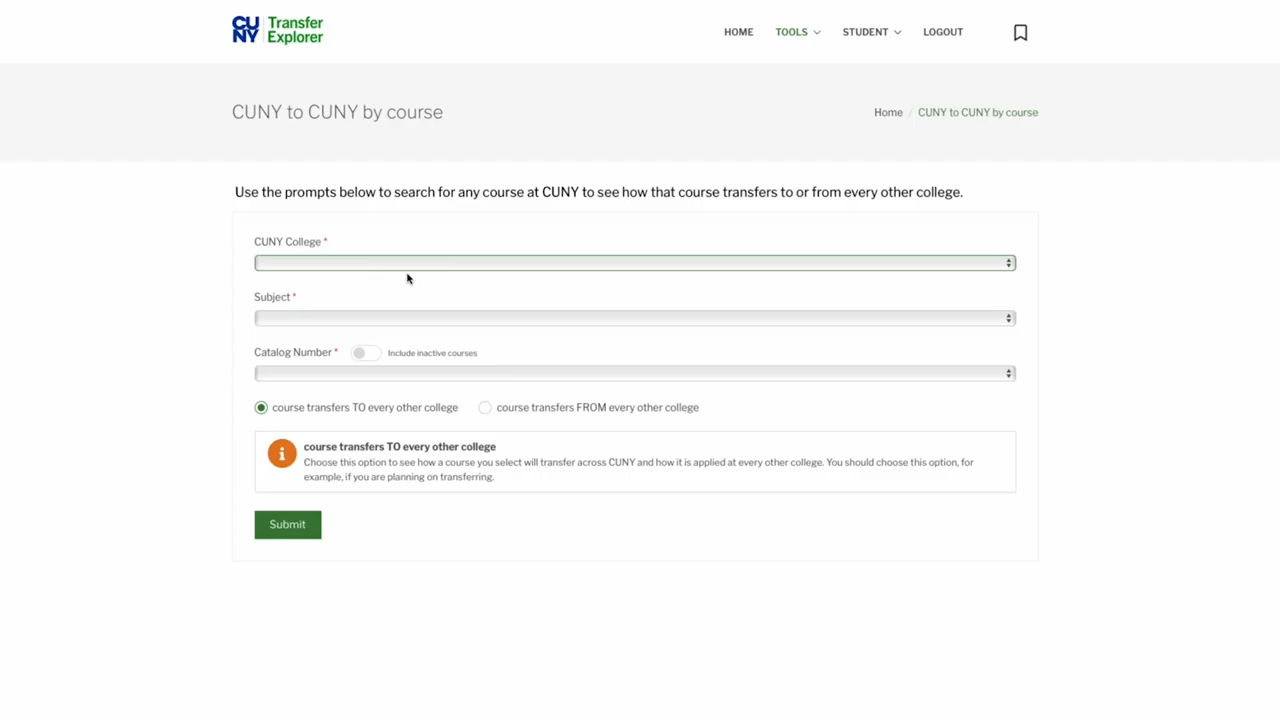 CU
NY
Transfer
Explorer
HOME
TOOLS
STUDENT
LOGOUT
CUNY to CUNY by course
Home / CUNY to CUNY by course
Use the prompts below to search for any course at CUNY to see how that course transfers to or from every other college.
CUNY College *
Subject *
Catalog Number * Include inactive courses
course transfers TO every other college course transfers FROM every other college
course transfers TO every other college
Choose this option to see how a course you select will transfer across CUNY and how it is applied at every other college. You should choose this option, for
example, if you are planning on transferring.
Submit